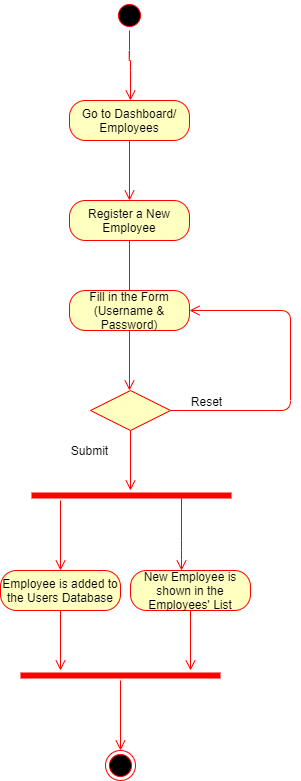 Go to Dashboard/
Employees
Register a New
Employee
Fill in the Form
(Username &
Password)
Reset
Submit
Employee is added to
the Users Database
New Employee is
shown in the
Employees' List